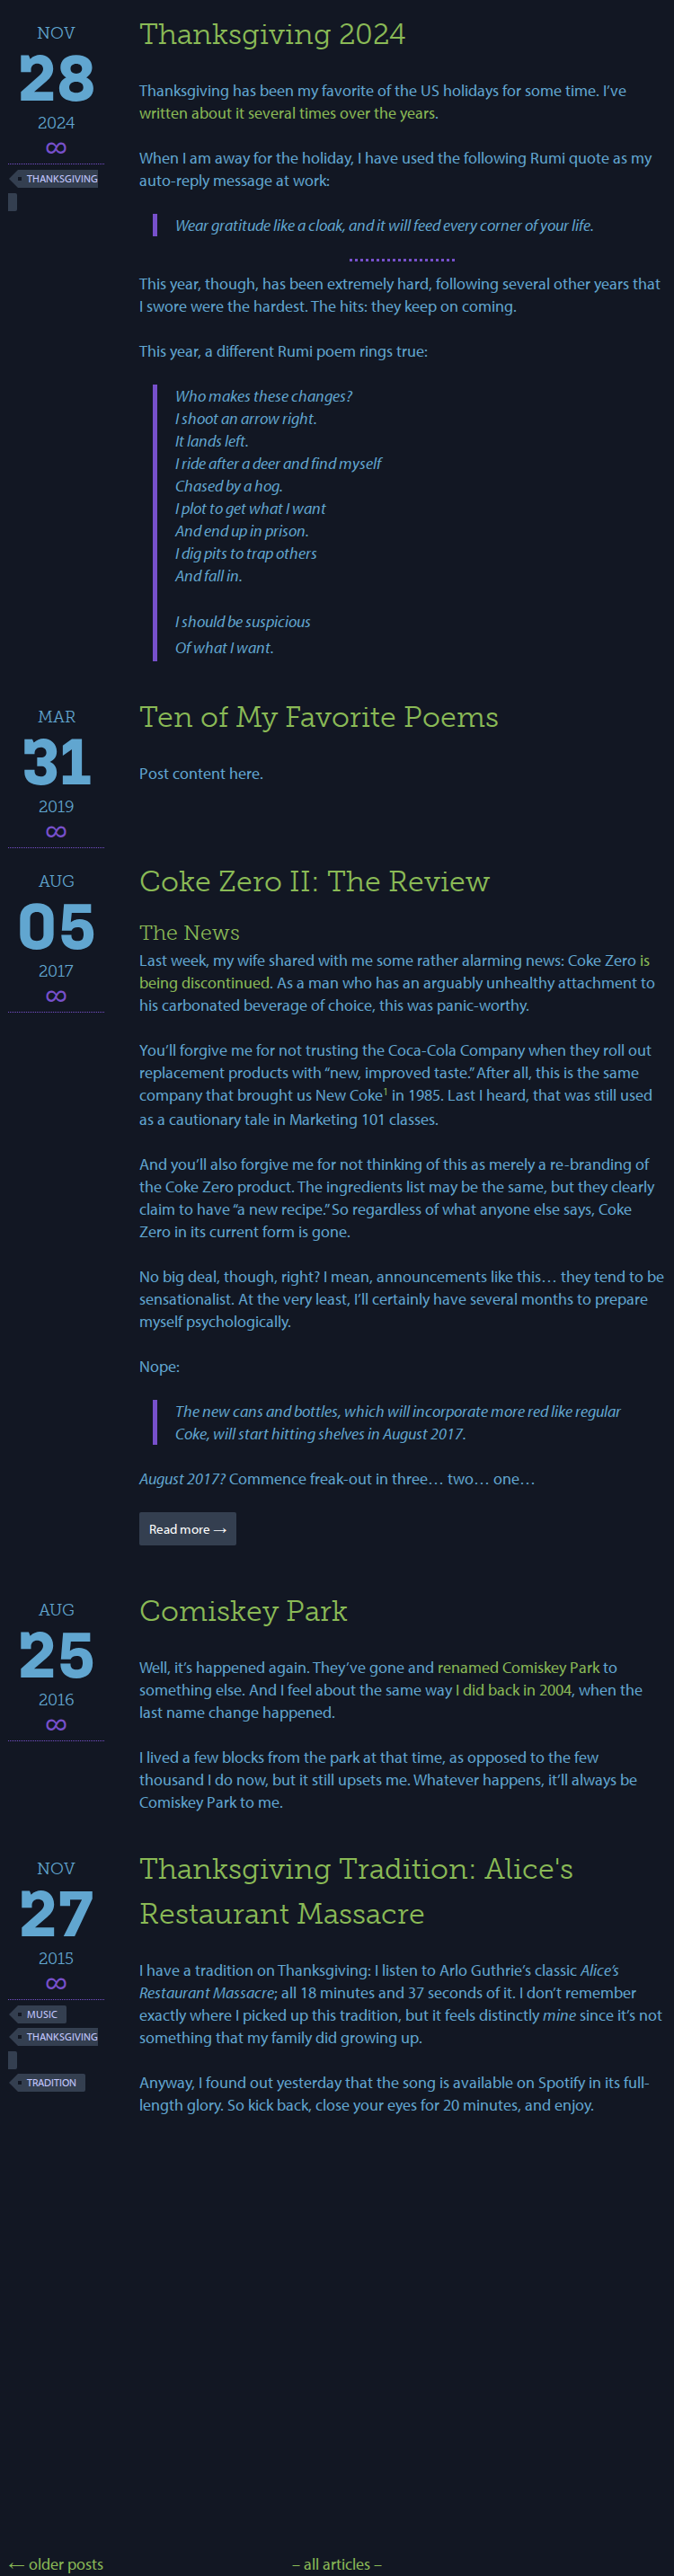 NOV
28
2024
∞
THANKSGIVING
Thanksgiving 2024
Thanksgiving has been my favorite of the US holidays for some time. I’ve
written about it several times over the years.
When I am away for the holiday, I have used the following Rumi quote as my
auto-reply message at work:
Wear gratitude like a cloak, and it will feed every corner of your life.
This year, though, has been extremely hard, following several other years that
I swore were the hardest. The hits: they keep on coming.
This year, a different Rumi poem rings true:
Who makes these changes?
I shoot an arrow right.
It lands left.
I ride after a deer and find myself
Chased by a hog.
I plot to get what I want
And end up in prison.
I dig pits to trap others
And fall in.
I should be suspicious
Of what I want.
MAR
31
2019
∞
Ten of My Favorite Poems
Post content here.
AUG
05
2017
∞
Coke Zero II: The Review
The News
Last week, my wife shared with me some rather alarming news: Coke Zero is
being discontinued. As a man who has an arguably unhealthy attachment to
his carbonated beverage of choice, this was panic-worthy.
You’ll forgive me for not trusting the Coca-Cola Company when they roll out
replacement products with “new, improved taste.” After all, this is the same
company that brought us New Coke1 in 1985. Last I heard, that was still used
as a cautionary tale in Marketing 101 classes.
And you’ll also forgive me for not thinking of this as merely a re-branding of
the Coke Zero product. The ingredients list may be the same, but they clearly
claim to have “a new recipe.” So regardless of what anyone else says, Coke
Zero in its current form is gone.
No big deal, though, right? I mean, announcements like this… they tend to be
sensationalist. At the very least, I’ll certainly have several months to prepare
myself psychologically.
Nope:
The new cans and bottles, which will incorporate more red like regular
Coke, will start hitting shelves in August 2017.
August 2017? Commence freak-out in three… two… one…
Read more →
AUG
25
2016
∞
Comiskey Park
Well, it’s happened again. They’ve gone and renamed Comiskey Park to
something else. And I feel about the same way I did back in 2004, when the
last name change happened.
I lived a few blocks from the park at that time, as opposed to the few
thousand I do now, but it still upsets me. Whatever happens, it’ll always be
Comiskey Park to me.
NOV
27
2015
∞
MUSIC
THANKSGIVING
TRADITION
Thanksgiving Tradition: Alice's
Restaurant Massacre
I have a tradition on Thanksgiving: I listen to Arlo Guthrie’s classic Alice’s
Restaurant Massacre; all 18 minutes and 37 seconds of it. I don’t remember
exactly where I picked up this tradition, but it feels distinctly mine since it’s not
something that my family did growing up.
Anyway, I found out yesterday that the song is available on Spotify in its full-
length glory. So kick back, close your eyes for 20 minutes, and enjoy.
← older posts
– all articles –